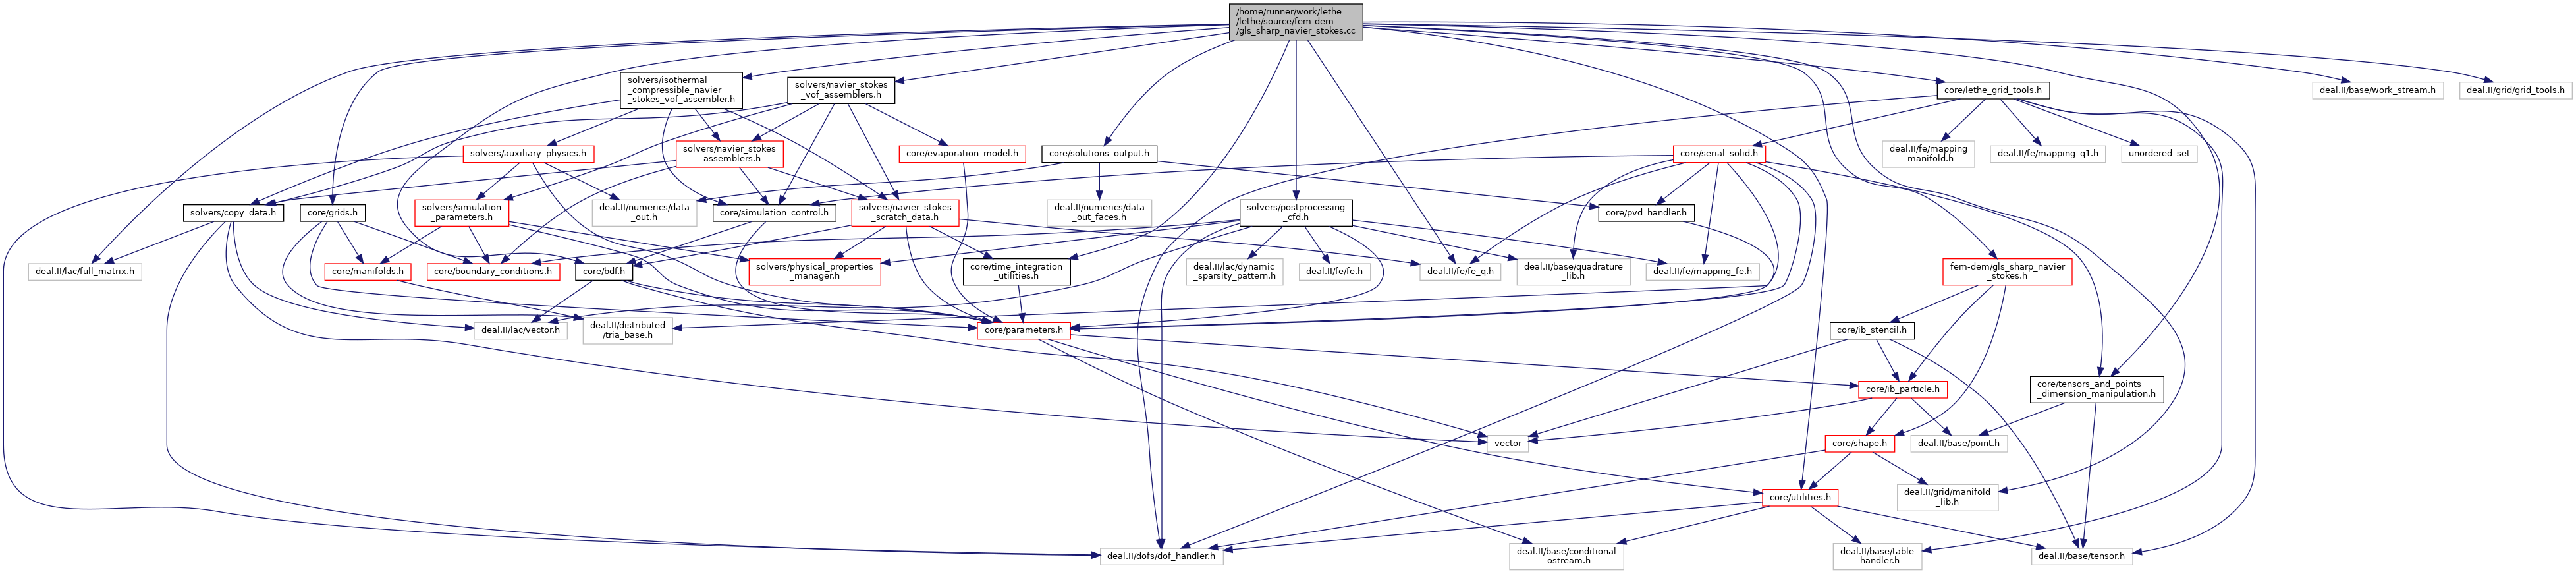 /home/runner/work/lethe
/lethe/source/fem-dem
/gls_sharp_navier_stokes.cc
solvers/isothermal
_compressible_navier
_stokes_vof_assembler.h
solvers/navier_stokes
_vof_assemblers.h
core/lethe_grid_tools.h
deal.II/base/work_stream.h
deal.II/grid/grid_tools.h
solvers/auxiliary_physics.h
solvers/navier_stokes
_assemblers.h
core/evaporation_model.h
core/solutions_output.h
core/serial_solid.h
deal.II/fe/mapping
_manifold.h
deal.II/fe/mapping_q1.h
unordered_set
solvers/copy_data.h
core/grids.h
solvers/simulation
_parameters.h
deal.II/numerics/data
_out.h
core/simulation_control.h
solvers/navier_stokes
_scratch_data.h
deal.II/numerics/data
_out_faces.h
solvers/postprocessing
_cfd.h
core/pvd_handler.h
deal.II/lac/full_matrix.h
core/manifolds.h
core/boundary_conditions.h
core/bdf.h
solvers/physical_properties
_manager.h
core/time_integration
_utilities.h
deal.II/lac/dynamic
_sparsity_pattern.h
deal.II/fe/fe.h
deal.II/fe/fe_q.h
deal.II/base/quadrature
_lib.h
deal.II/fe/mapping_fe.h
fem-dem/gls_sharp_navier
_stokes.h
deal.II/lac/vector.h
deal.II/distributed
/tria_base.h
core/parameters.h
core/ib_stencil.h
core/ib_particle.h
core/tensors_and_points
_dimension_manipulation.h
vector
core/shape.h
deal.II/base/point.h
core/utilities.h
deal.II/grid/manifold
_lib.h
deal.II/dofs/dof_handler.h
deal.II/base/conditional
_ostream.h
deal.II/base/table
_handler.h
deal.II/base/tensor.h